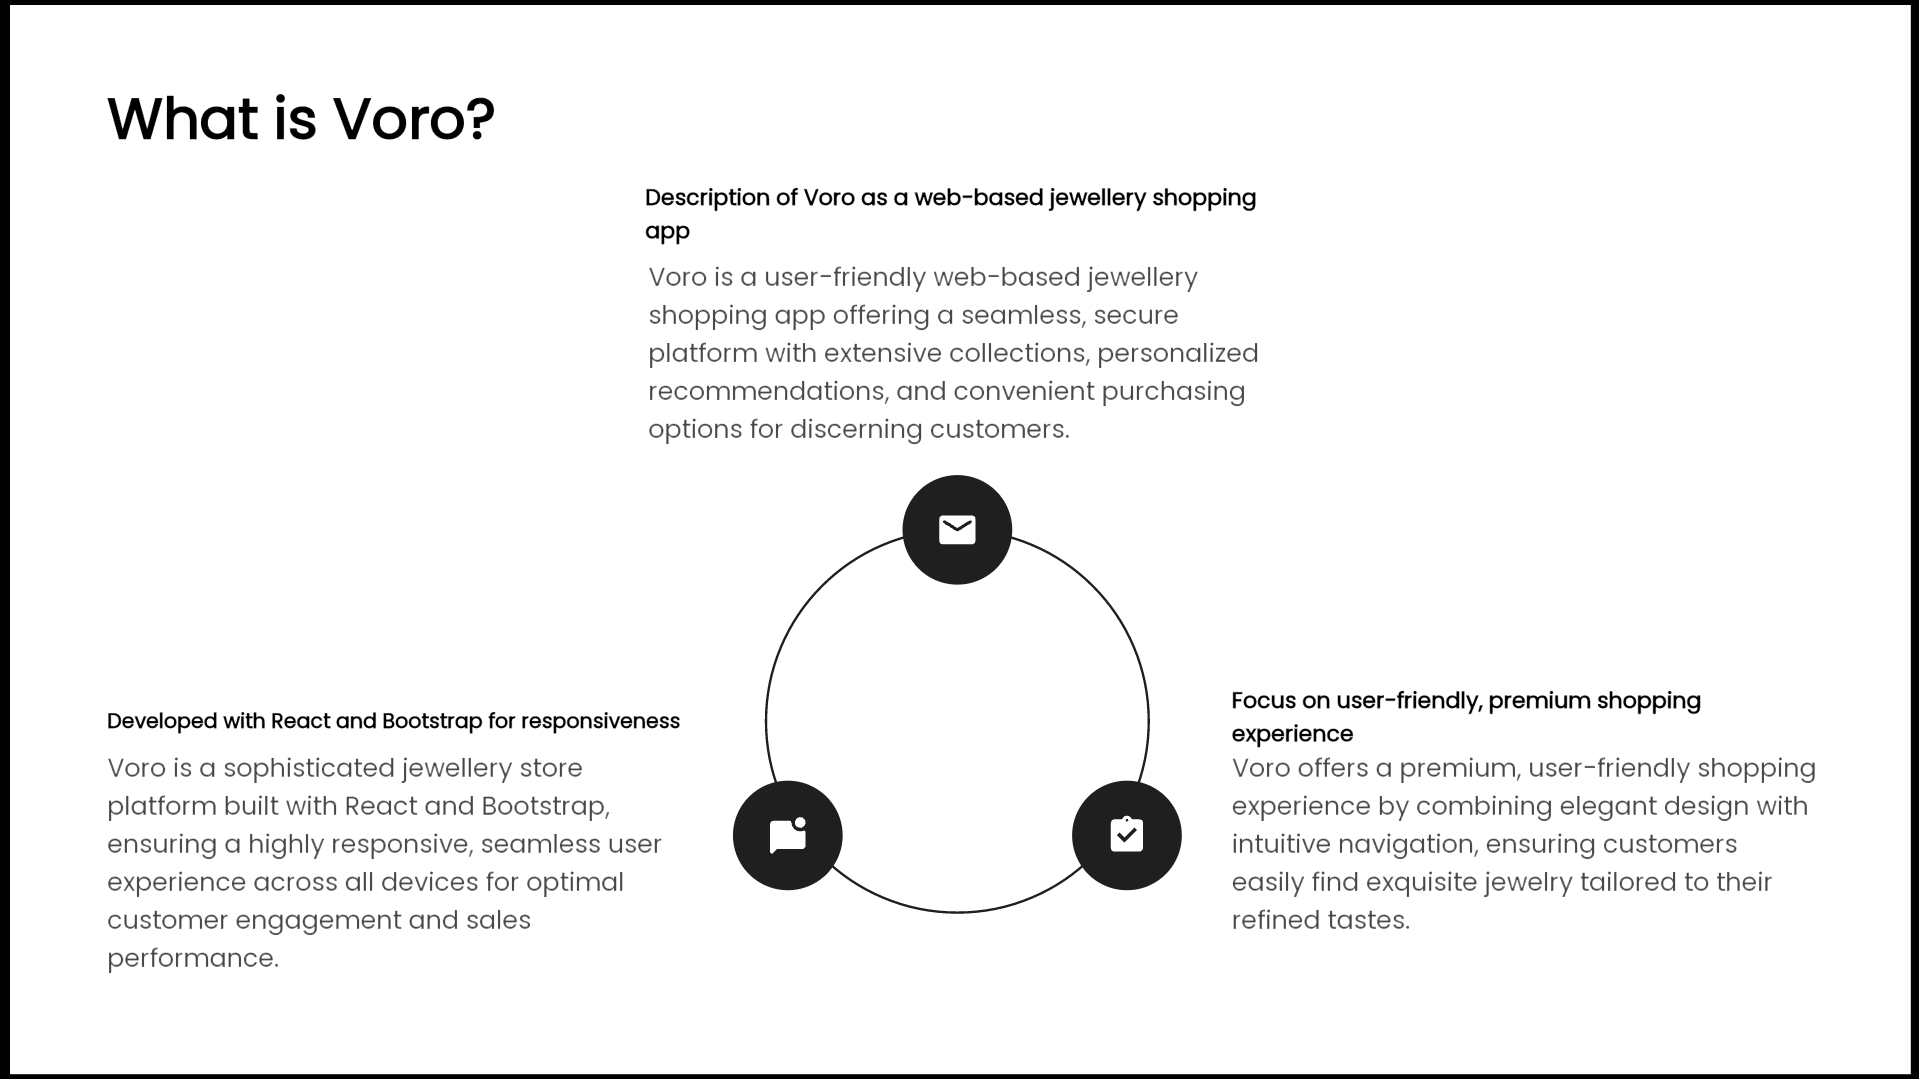 What is Voro?
Description of Voro as a web-based jewellery shopping
app
Voro is a user-friendly web-based jewellery
shopping app offering a seamless, secure
platform with extensive collections, personalized
recommendations, and convenient purchasing
options for discerning customers.
Developed with React and Bootstrap for responsiveness
Voro is a sophisticated jewellery store
platform built with React and Bootstrap,
ensuring a highly responsive, seamless user
experience across all devices for optimal
customer engagement and sales
performance.
Focus on user-friendly, premium shopping
experience
Voro offers a premium, user-friendly shopping
experience by combining elegant design with
intuitive navigation, ensuring customers
easily find exquisite jewelry tailored to their
refined tastes.